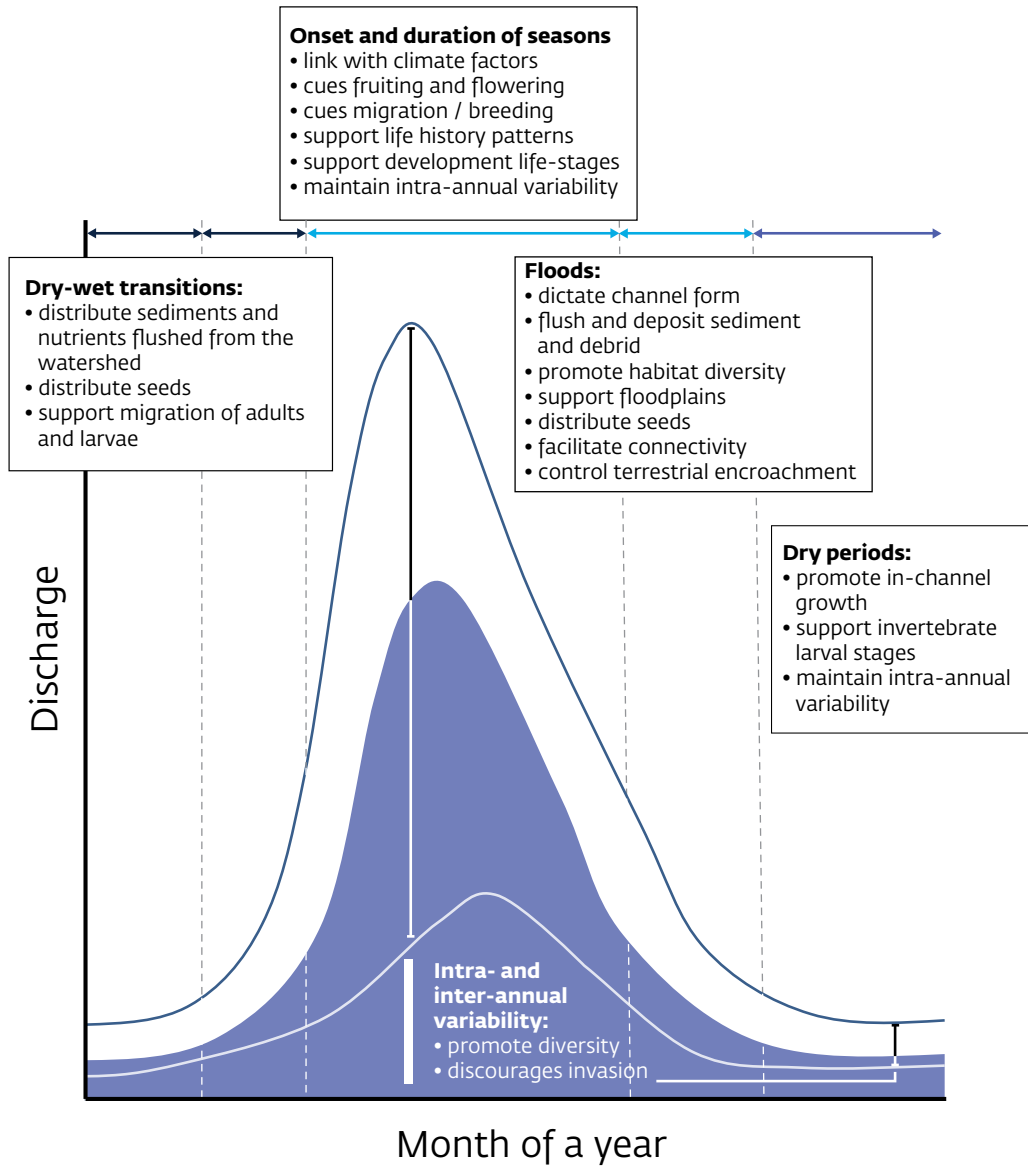 Onset and duration of seasons
• link with climate factors
• cues fruiting and flowering
• cues migration / breeding
• support life history patterns
• support development life-stages
• maintain intra-annual variability
Dry-wet transitions:
• distribute sediments and
nutrients flushed from the
watershed
• distribute seeds
• support migration of adults
and larvae
Floods:
• dictate channel form
• flush and deposit sediment
and debrid
• promote habitat diversity
• support floodplains
• distribute seeds
• facilitate connectivity
• control terrestrial encroachment
Dry periods:
• promote in-channel
growth
• support invertebrate
larval stages
• maintain intra-annual
variability
Discharge
Intra- and
inter-annual
variability:
• promote diversity
• discourages invasion
Month of a year